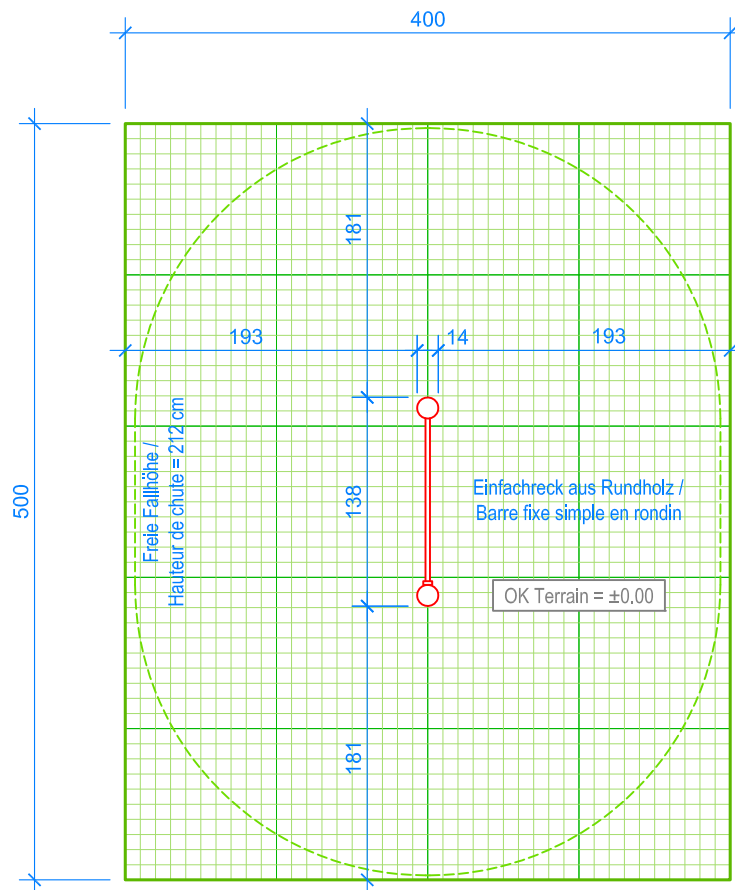 400
181
193
14
193
Freie Fallhöhe /
Hauteur de chute = 212 cm
500
138
Einfachreck aus Rundholz /
Barre fixe simple en rondin
OK Terrain = ±0,00
181